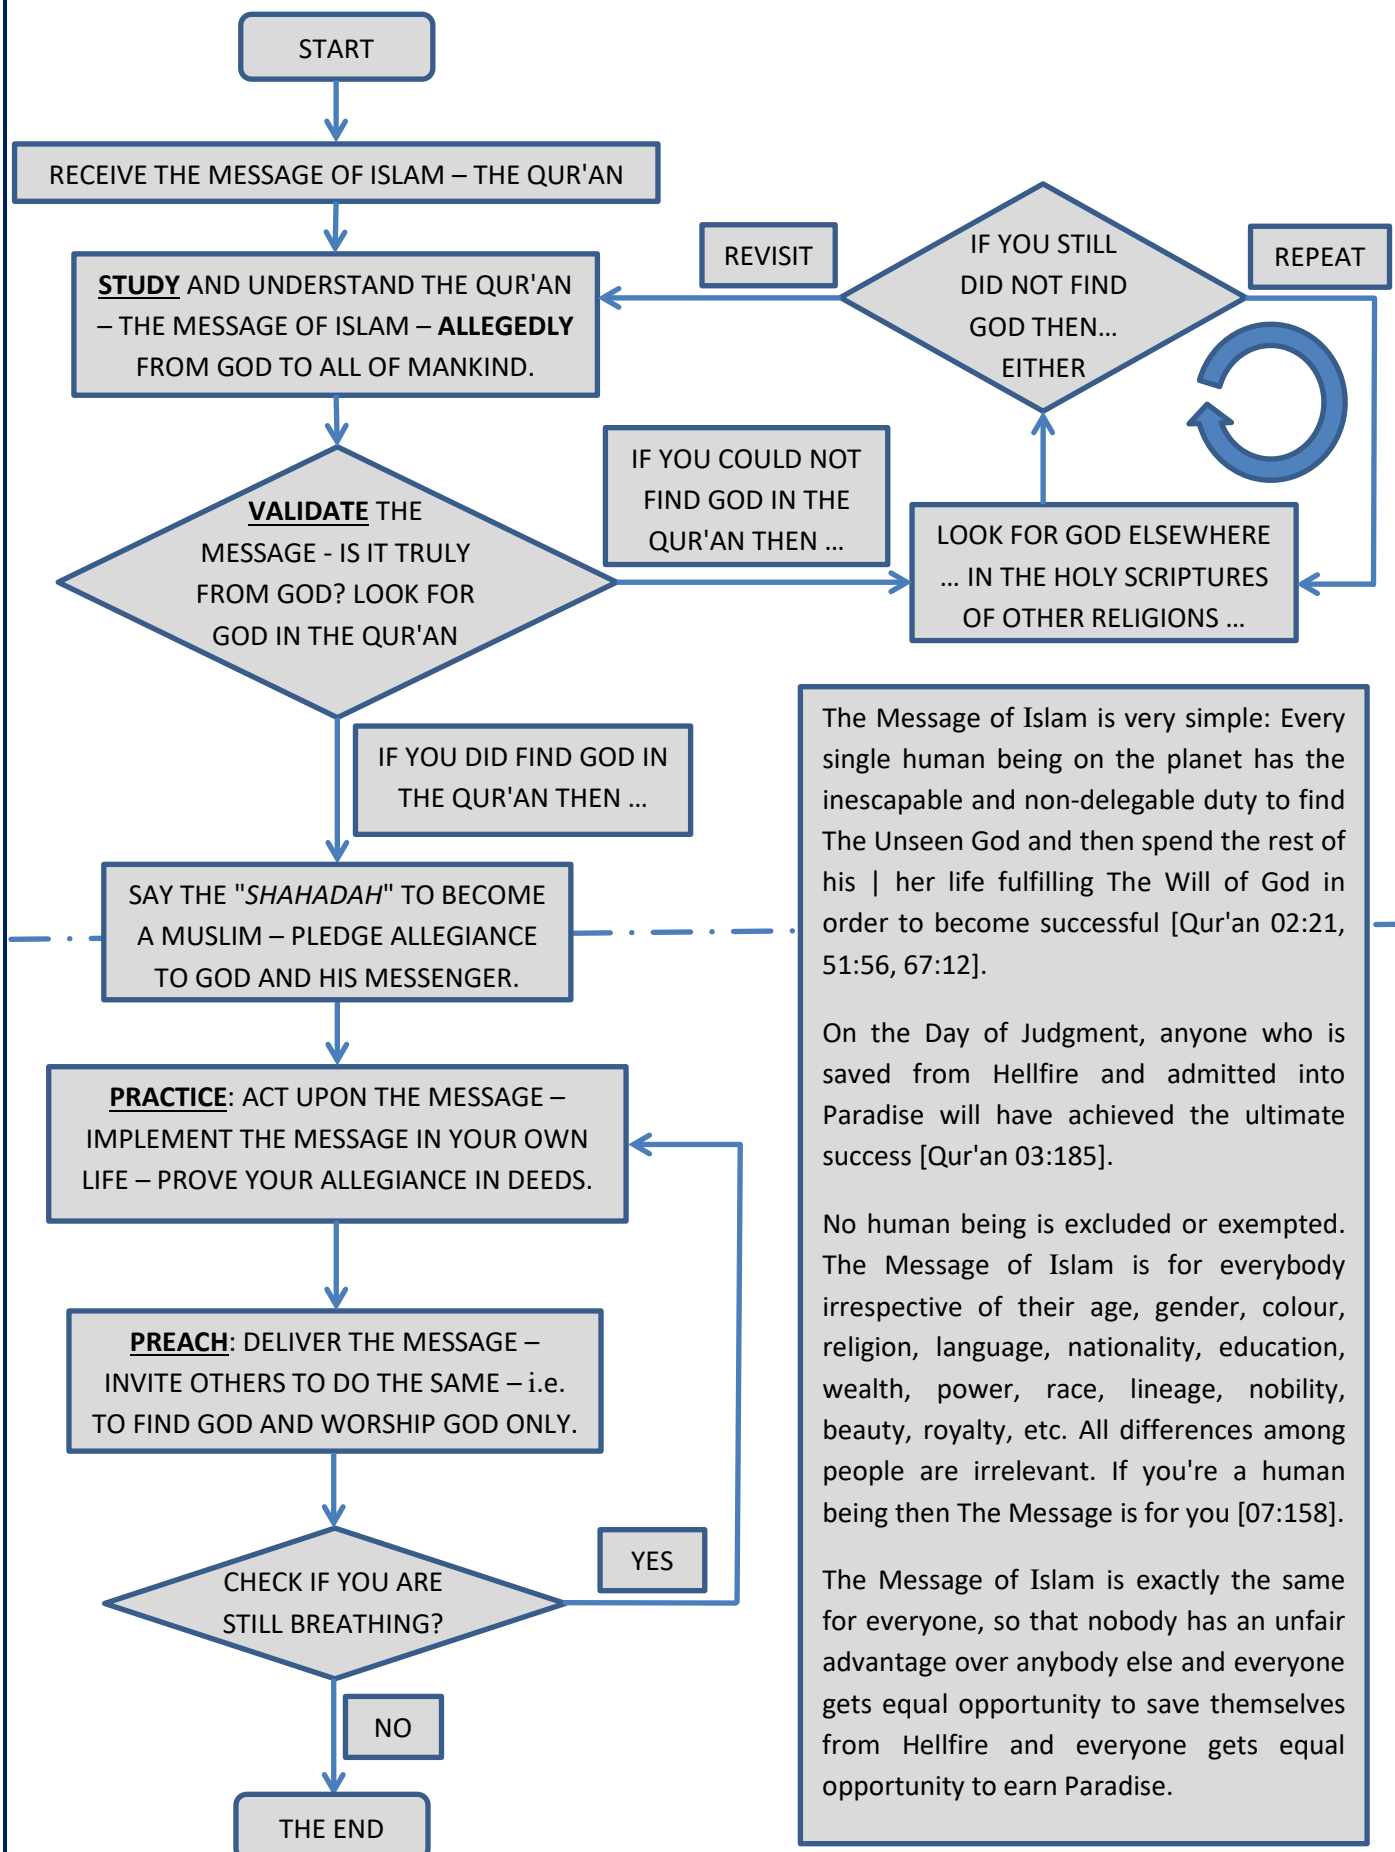 START
RECEIVE THE MESSAGE OF ISLAM – THE QUR'AN
STUDY AND UNDERSTAND THE QUR'AN
– THE MESSAGE OF ISLAM – ALLEGEDLY
FROM GOD TO ALL OF MANKIND.
REVISIT
IF YOU STILL
DID NOT FIND
GOD THEN…
EITHER
REPEAT
VALIDATE THE
MESSAGE - IS IT TRULY
FROM GOD? LOOK FOR
GOD IN THE QUR'AN
IF YOU COULD NOT
FIND GOD IN THE
QUR'AN THEN …
LOOK FOR GOD ELSEWHERE
… IN THE HOLY SCRIPTURES
OF OTHER RELIGIONS …
IF YOU DID FIND GOD IN
THE QUR'AN THEN …
SAY THE "SHAHADAH" TO BECOME
A MUSLIM – PLEDGE ALLEGIANCE
TO GOD AND HIS MESSENGER.
PRACTICE: ACT UPON THE MESSAGE –
IMPLEMENT THE MESSAGE IN YOUR OWN
LIFE – PROVE YOUR ALLEGIANCE IN DEEDS.
PREACH: DELIVER THE MESSAGE –
INVITE OTHERS TO DO THE SAME – i.e.
TO FIND GOD AND WORSHIP GOD ONLY.
CHECK IF YOU ARE
STILL BREATHING?
YES
NO
THE END
The Message of Islam is very simple: Every
single human being on the planet has the
inescapable and non-delegable duty to find
The Unseen God and then spend the rest of
his | her life fulfilling The Will of God in
order to become successful [Qur'an 02:21,
51:56, 67:12].
On the Day of Judgment, anyone who is
saved from Hellfire and admitted into
Paradise will have achieved the ultimate
success [Qur'an 03:185].
No human being is excluded or exempted.
The Message of Islam is for everybody
irrespective of their age, gender, colour,
religion, language, nationality, education,
wealth, power, race, lineage, nobility,
beauty, royalty, etc. All differences among
people are irrelevant. If you're a human
being then The Message is for you [07:158].
The Message of Islam is exactly the same
for everyone, so that nobody has an unfair
advantage over anybody else and everyone
gets equal opportunity to save themselves
from Hellfire and everyone gets equal
opportunity to earn Paradise.